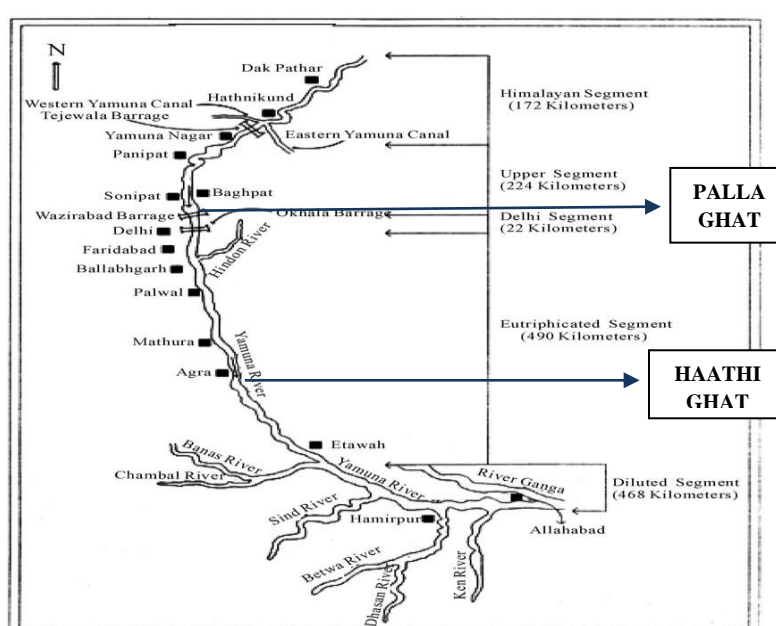 N
Dak Pathar
Hathnikund
Western Yamuna Canal
Tejewala Barrage
Yamuna Nagar
Eastern Yamuna Canal
Panipat
Sonipat
Baghpat
Wazirabad Barrage
Okhala Barrage
Delhi
Faridabad
Hindon River
Ballabhgarh
Palwal
Mathura
Yamuna River
Agra
Etawah
Banas River
Chambal River
Yamuna River
River Ganga
Sind River
Hamirpur
Allahabad
Betwa River
Dhasan River
Ken River
Himalayan Segment
(172 Kilometers)
Upper Segment
(224 Kilometers)
Delhi Segment
(22 Kilometers)
Eutriphicated Segment
(490 Kilometers)
Diluted Segment
(468 Kilometers)
PALLA
GHAT
HAATHI
GHAT